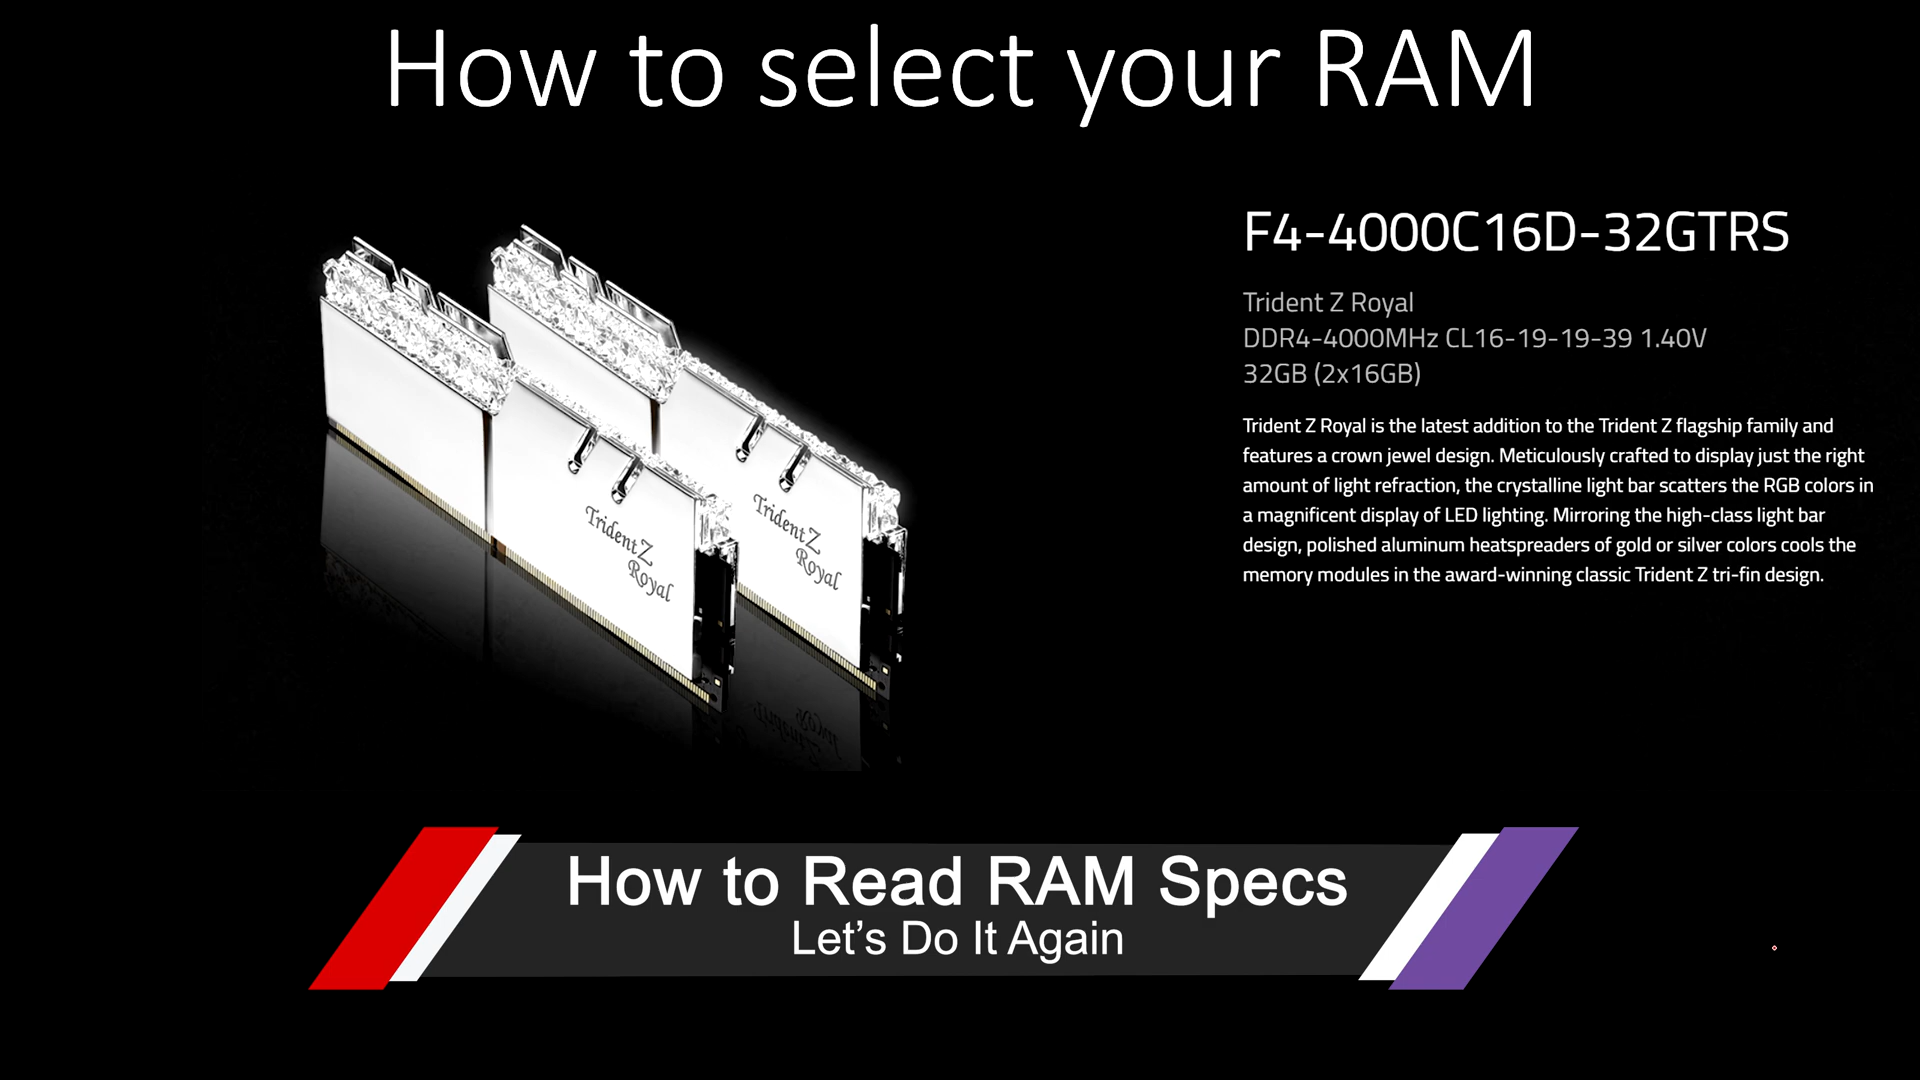 How to select your RAM
F4-4000C16D-32GTRS
Trident Z Royal
DDR4-4000MHz CL16-19-19-39 1.40V
32GB (2x16GB)
Trident Z Royal is the latest addition to the Trident Z flagship family and
features a crown jewel design. Meticulously crafted to display just the right
amount of light refraction, the crystalline light bar scatters the RGB colors in
a magnificent display of LED lighting. Mirroring the high-class light bar
design, polished aluminum heatspreaders of gold or silver colors cools the
memory modules in the award-winning classic Trident Z tri-fin design.
Trident Z
Royal
Trident Z
Royal
How to Read RAM Specs
Let’s Do It Again